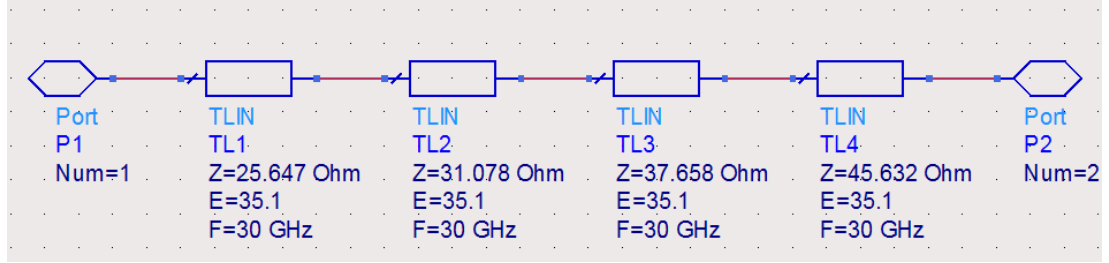 Port
P1
Num=1
TLIN
TL1
Z=25.647 Ohm
E=35.1
F=30 GHz
TLIN
TL2
Z=31.078 Ohm
E=35.1
F=30 GHz
TLIN
TL3
Z=37.658 Ohm
E=35.1
F=30 GHz
TLIN
TL4
Z=45.632 Ohm
E=35.1
F=30 GHz
Port
P2
Num=2